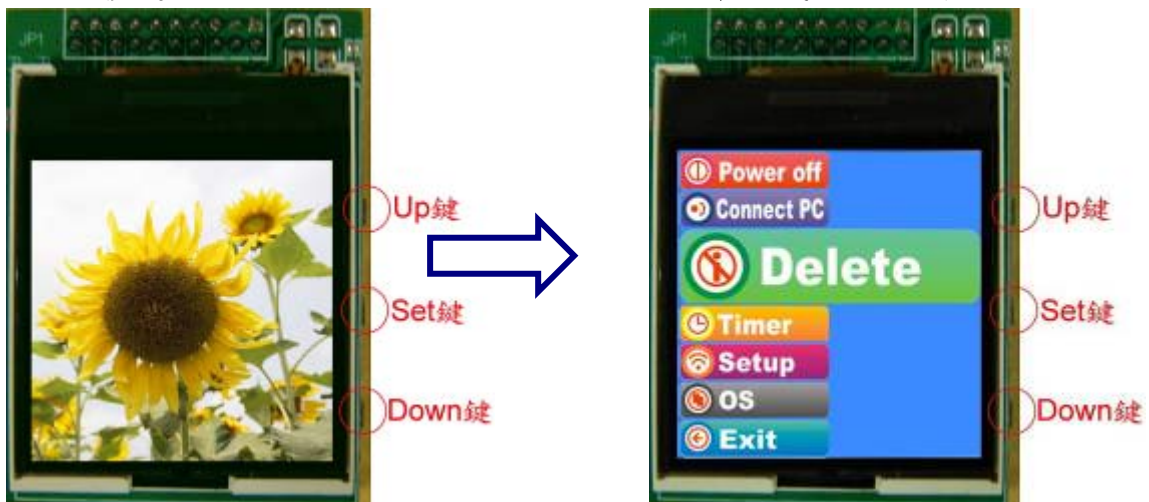 JP1
Up鍵
Set鍵
Down鍵
JP1
Power off
Connect PC
Delete
Timer
Setup
OS
Exit
Up鍵
Set鍵
Down鍵